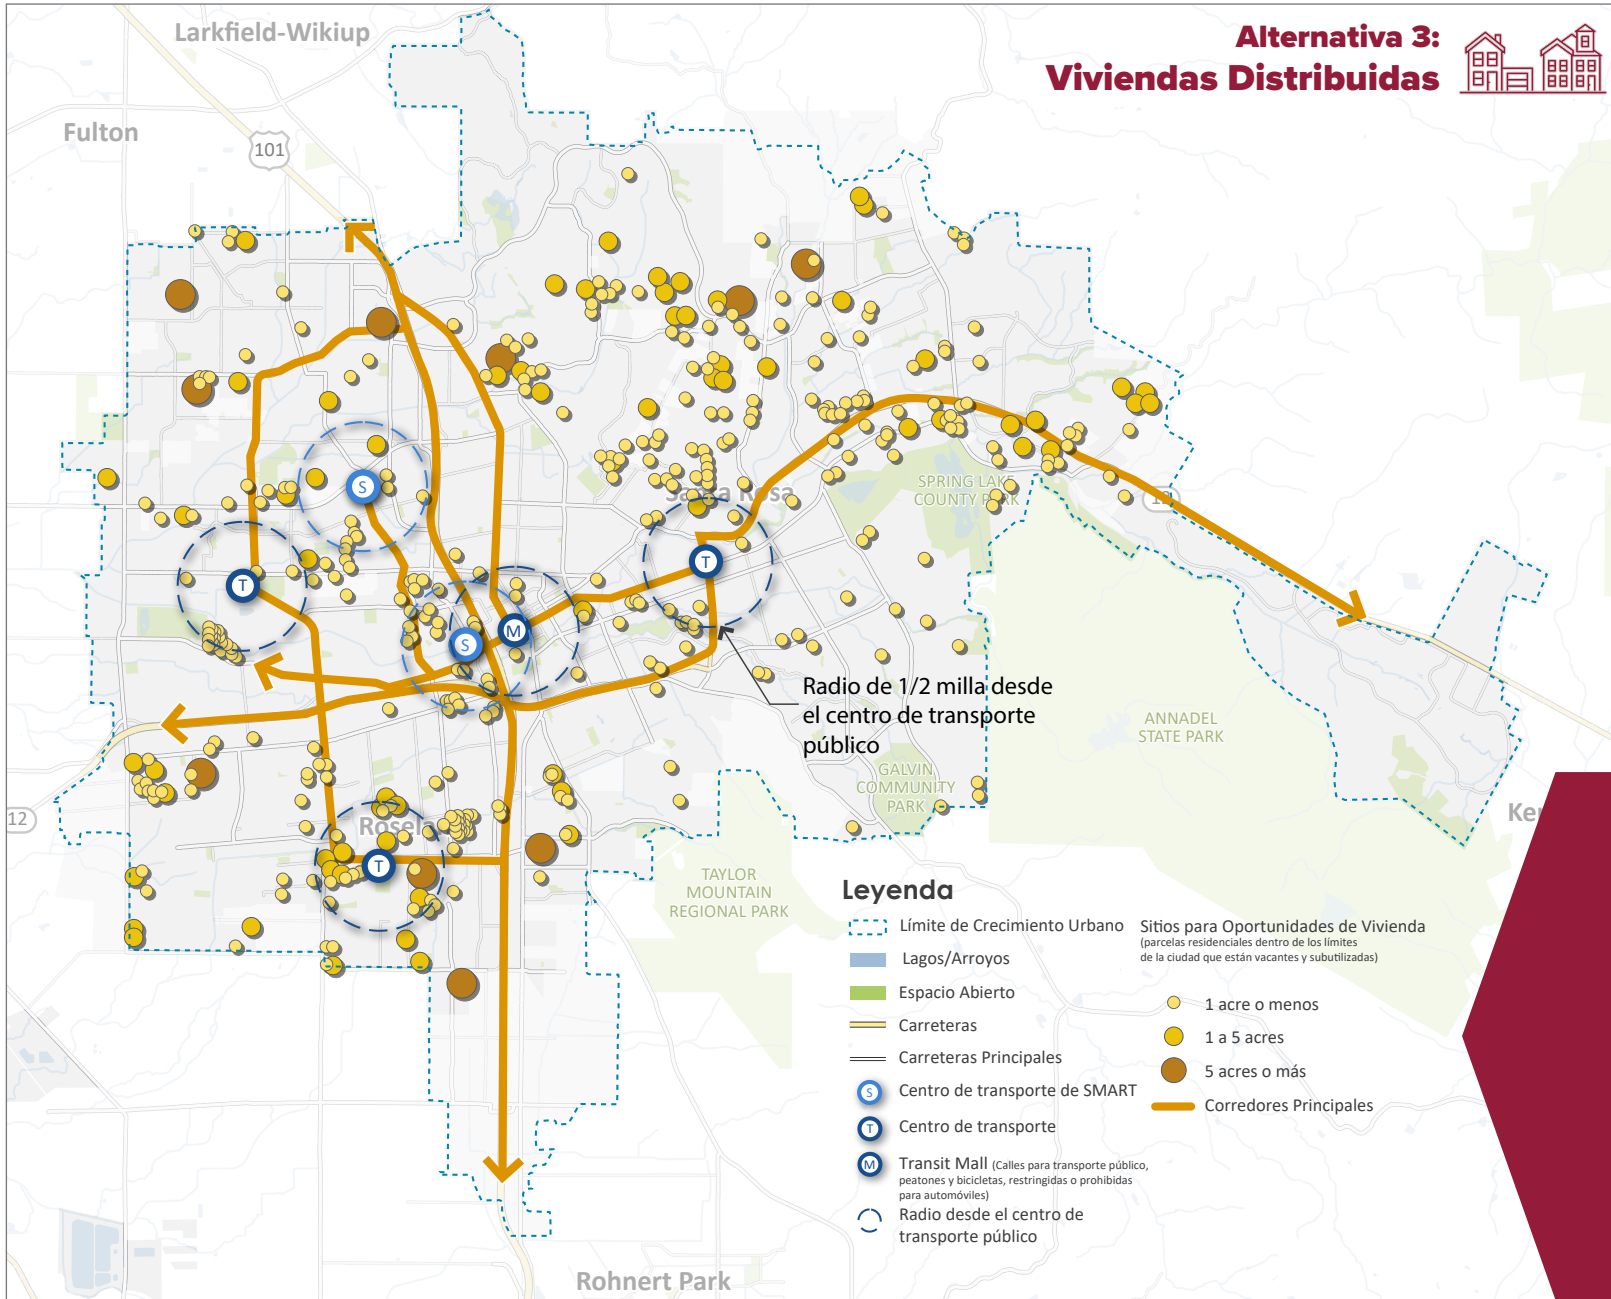 Alternativa 3:
Viviendas Distribuidas
Larkfield-Wikiup
Fulton
101
S
SPRING LAKE
COUNTY PARK
Santa Rosa
12
T
T
M
S
Radio de 1/2 milla desde
el centro de transporte
público
ANNADEL
STATE PARK
GALVIN
COMMUNITY
PARK
12
T
TAYLOR
MOUNTAIN
REGIONAL PARK
Leyenda
Límite de Crecimiento Urbano
Lagos/Arroyos
Espacio Abierto
Carreteras
Carreteras Principales
S Centro de transporte de SMART
T Centro de transporte
M Transit Mall (Calles para transporte público,
peatones y bicicletas, restringidas o prohibidas
para automóviles)
Radio desde el centro de
transporte público
Sitios para Oportunidades de Vivienda
(parcelas residenciales dentro de los límites
de la ciudad que están vacantes y subutilizadas)
1 acre o menos
1 a 5 acres
5 acres o más
Corredores Principales
Rohnert Park